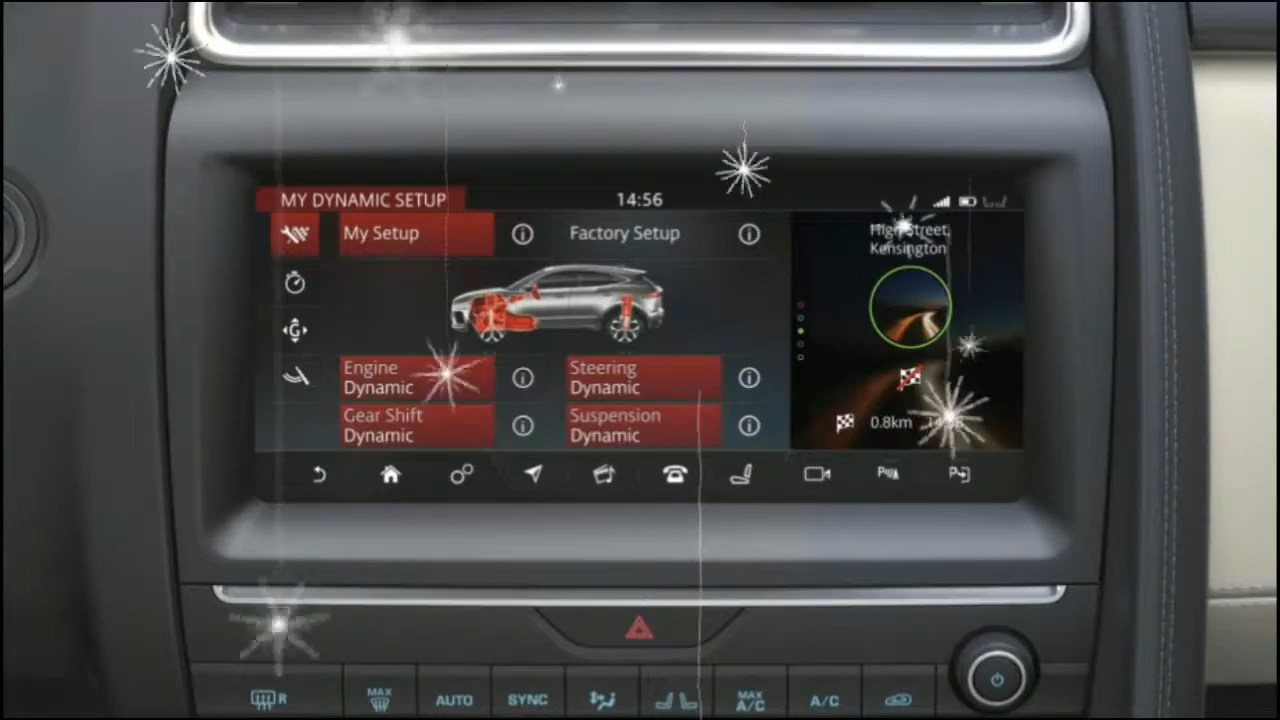 MY DYNAMIC SETUP
14:56
My Setup
Factory Setup
High Street,
Kensington
G
Engine
Dynamic
Steering
Dynamic
Gear Shift
Dynamic
Suspension
Dynamic
0.8km
P
P
R
MAX
AUTO
SYNC
MAX
A/C
A/C